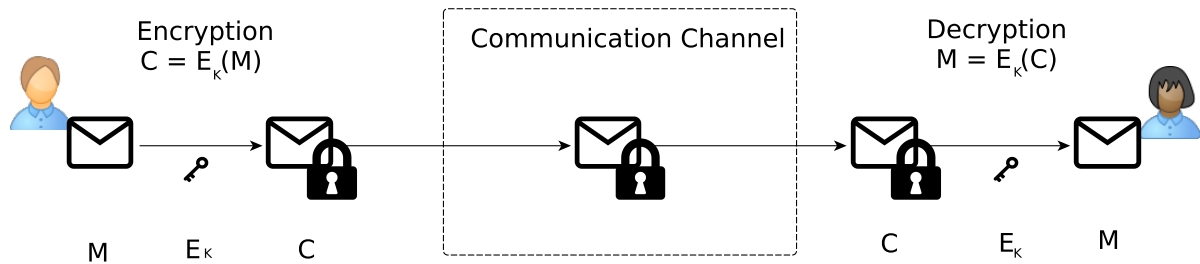 Encryption
C = EK(M)
Communication Channel
Decryption
M = EK(C)
M
EK
C
C
EK
M